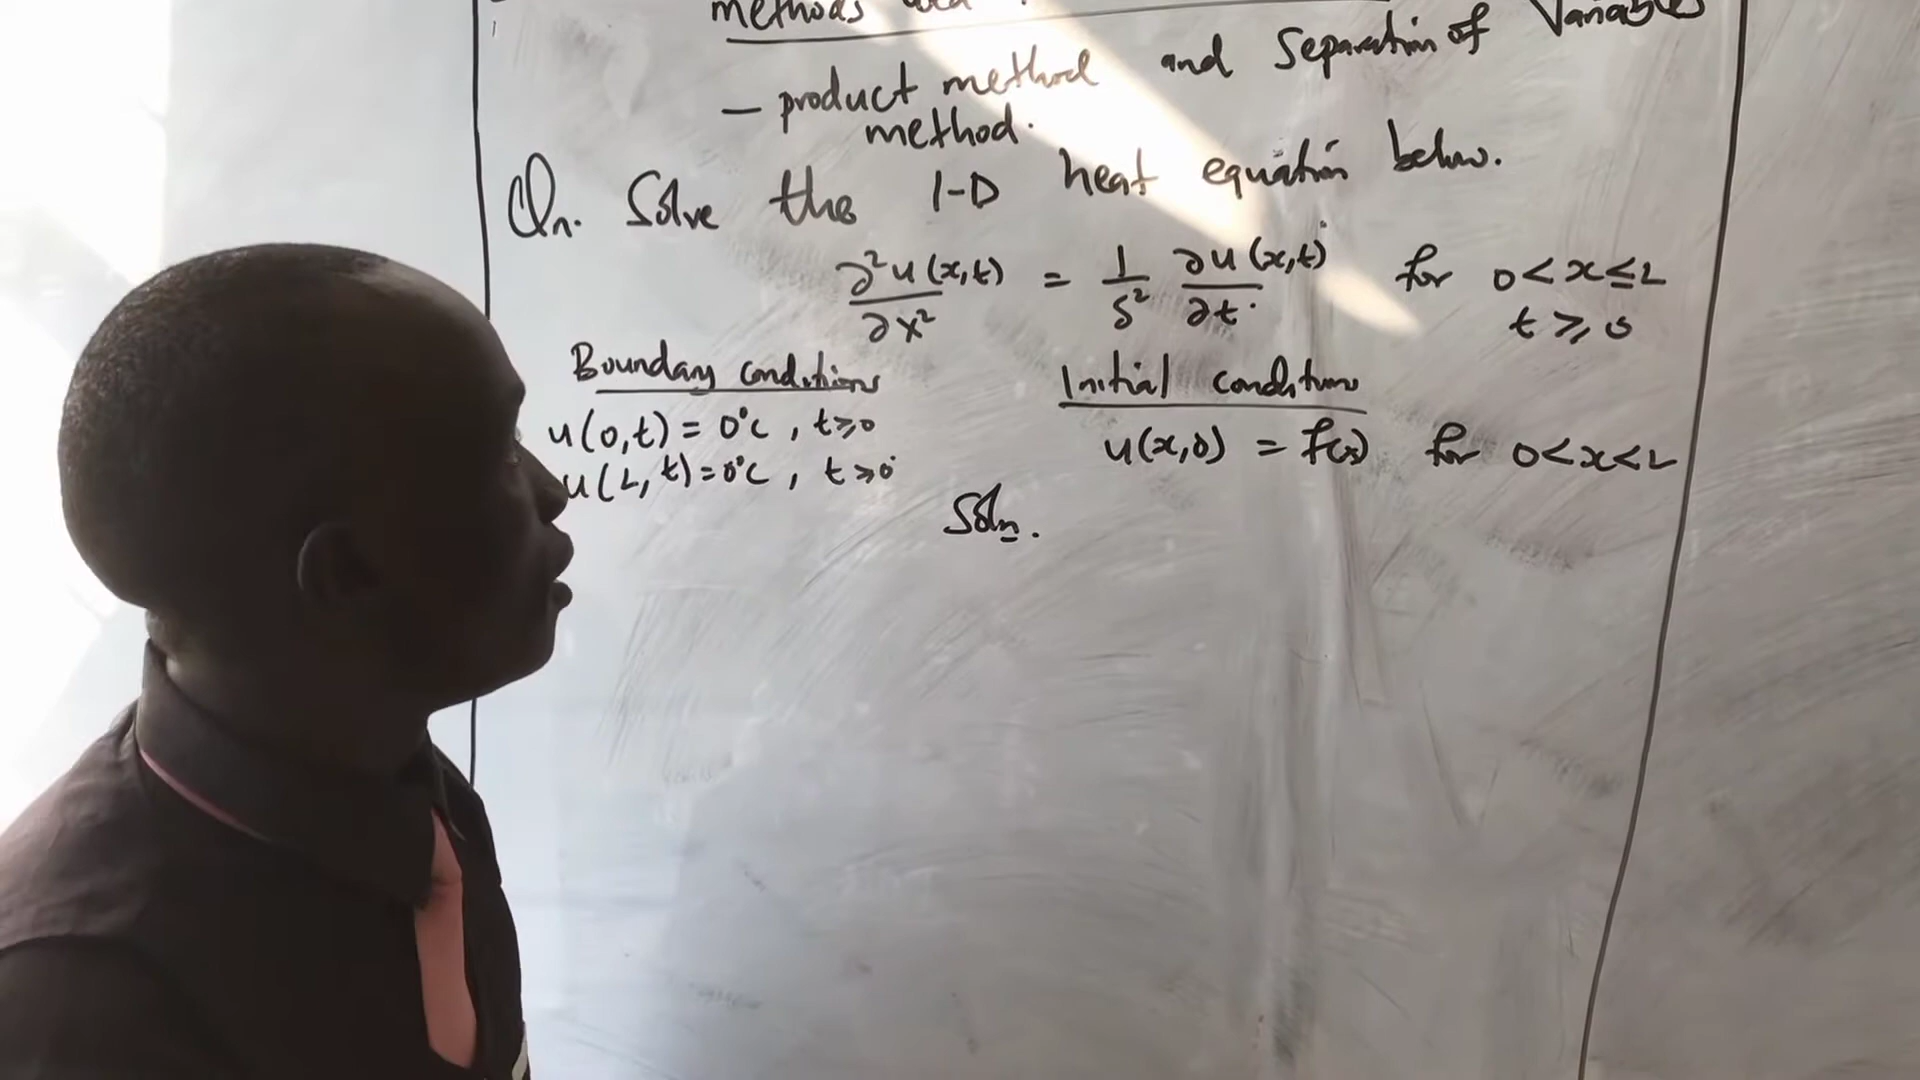 methods
— product method and Separation of Variables
method.
Qn. Solve the 1-D heat equation below.
∂²u(x,t)/∂x² = 1/δ² ∂u(x,t)/∂t for 0<x≤L
t ≥ 0
Boundary conditions Initial conditions
u(0,t) = 0°C , t≥0 u(x,0) = f(x) for 0<x<L
u(L,t)=0°C , t≥0
Soln.